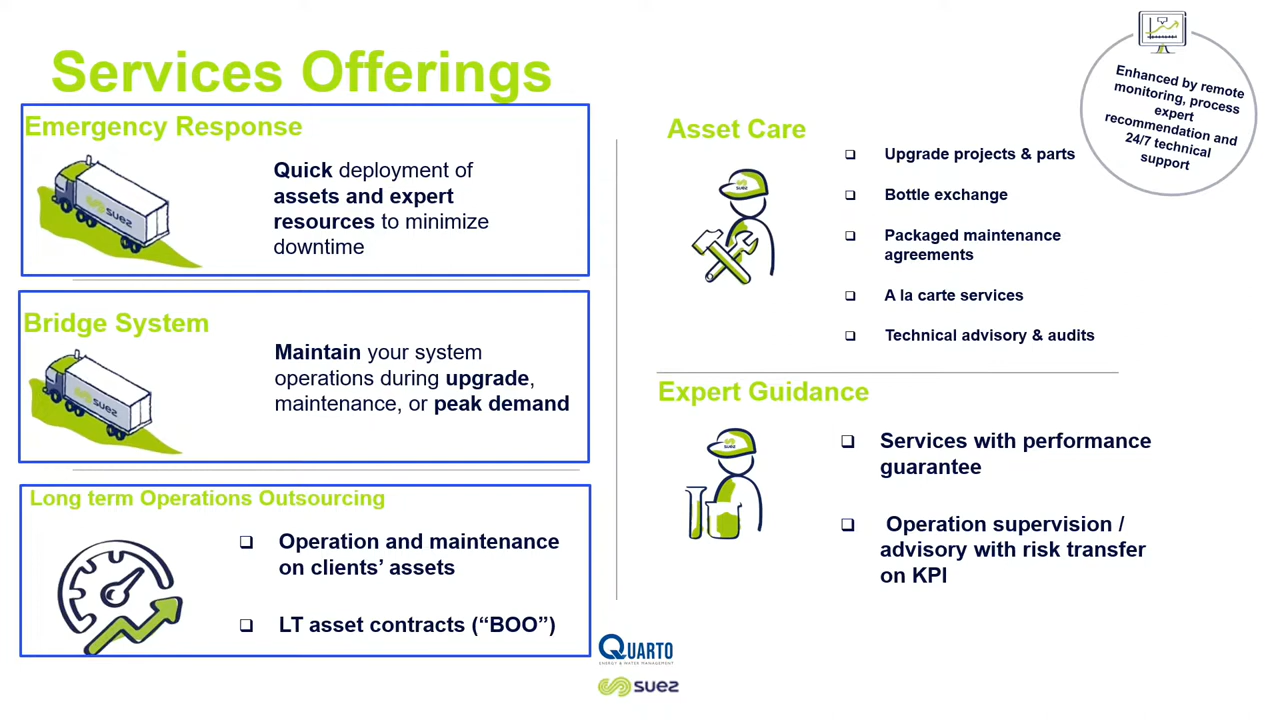 Services Offerings
Emergency Response
Quick deployment of
assets and expert
resources to minimize
downtime
suez
Bridge System
Maintain your system
operations during upgrade,
maintenance, or peak demand
suez
Long term Operations Outsourcing
❑ Operation and maintenance
on clients’ assets
❑ LT asset contracts (“BOO”)
Asset Care
suez
❑ Upgrade projects & parts
❑ Bottle exchange
❑ Packaged maintenance
agreements
❑ A la carte services
❑ Technical advisory & audits
Expert Guidance
suez
❑ Services with performance
guarantee
❑ Operation supervision /
advisory with risk transfer
on KPI
Enhanced by remote
monitoring, process
expert
recommendation and
24/7 technical
support
QUARTO
ENERGY & WATER MANAGEMENT
suez